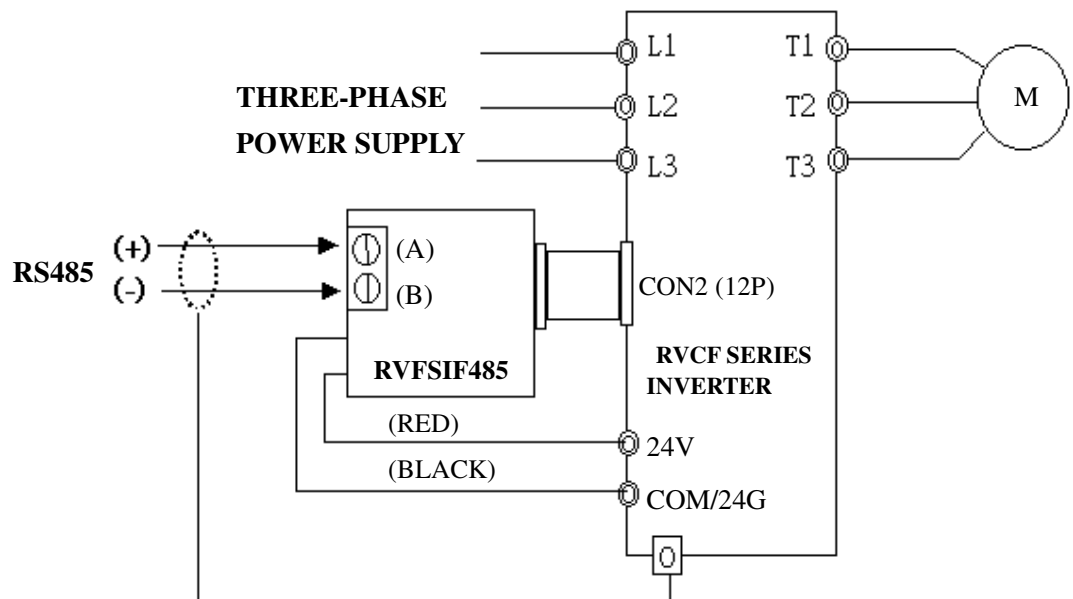 L1
T1
THREE-PHASE
L2
T2
M
POWER SUPPLY
L3
T3
(+)
(A)
RS485
(-)
(B)
CON2 (12P)
RVFSIF485
RVCF SERIES
INVERTER
(RED)
24V
(BLACK)
COM/24G